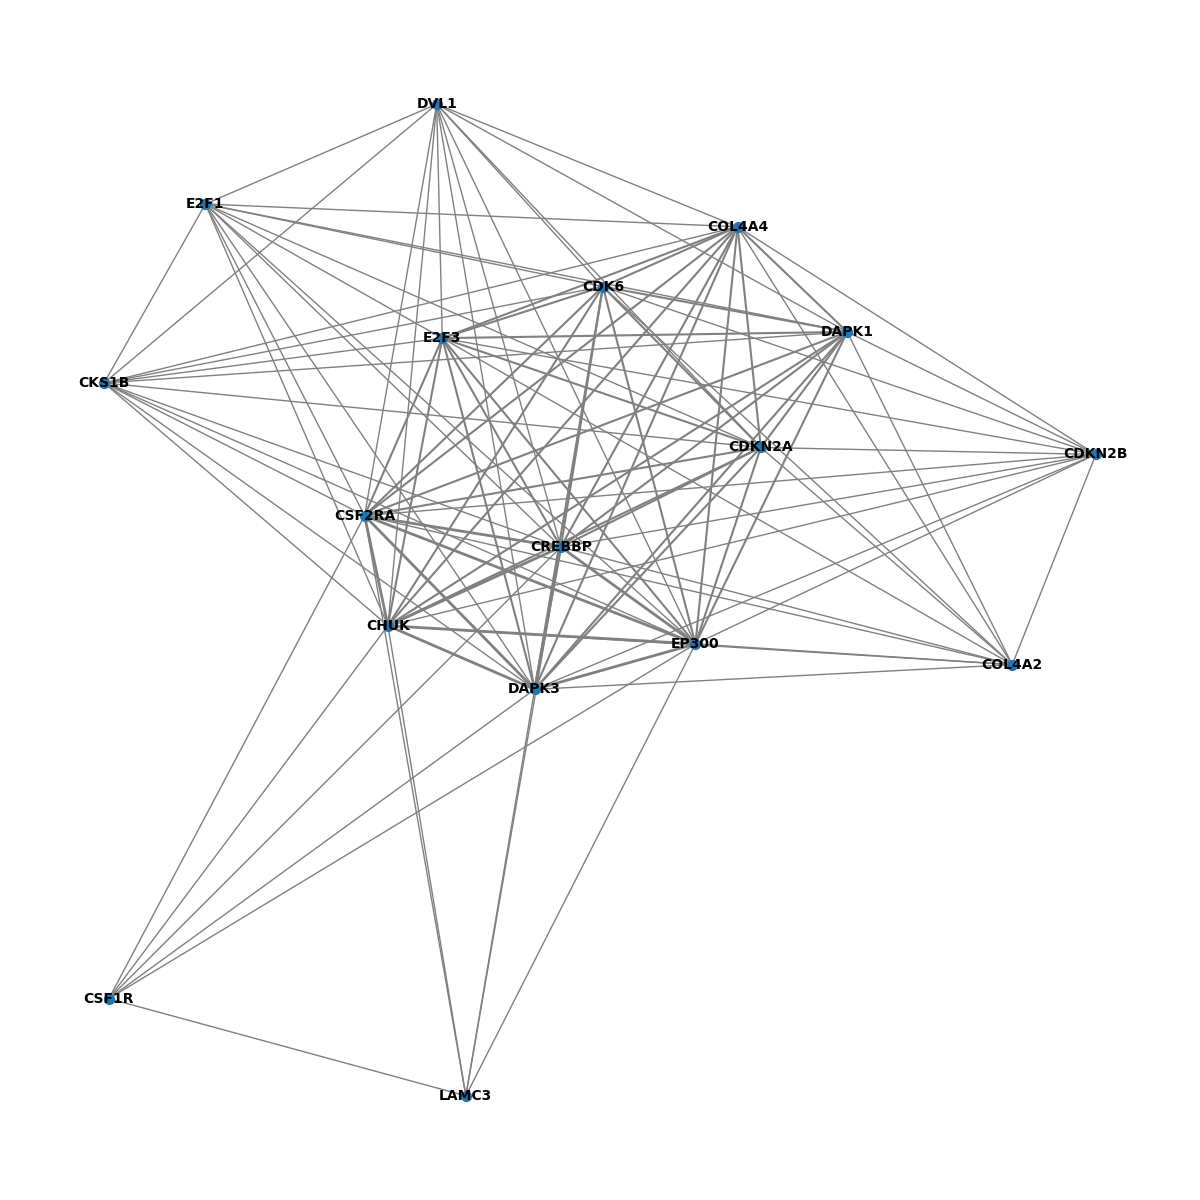 DVL1
E2F1
COL4A4
CDK6
DAPK1
E2F3
CKS1B
CDKN2A
CDKN2B
CSF2RA
CREBBP
CHUK
EP300
COL4A2
DAPK3
CSF1R
LAMC3